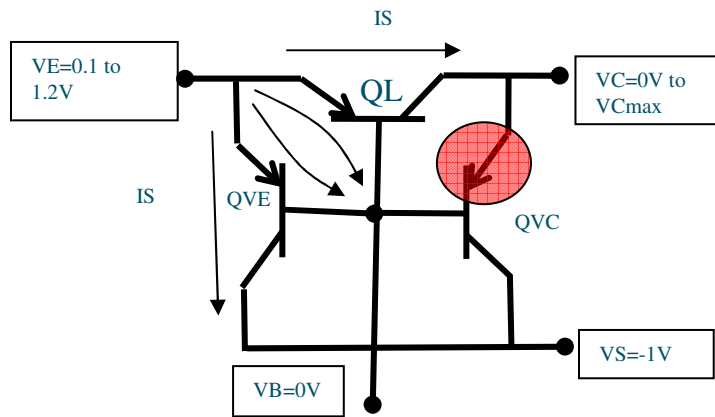 IS
VE=0.1 to
1.2V
QL
VC=0V to
VCmax
IS
QVE
QVC
VS=-1V
VB=0V